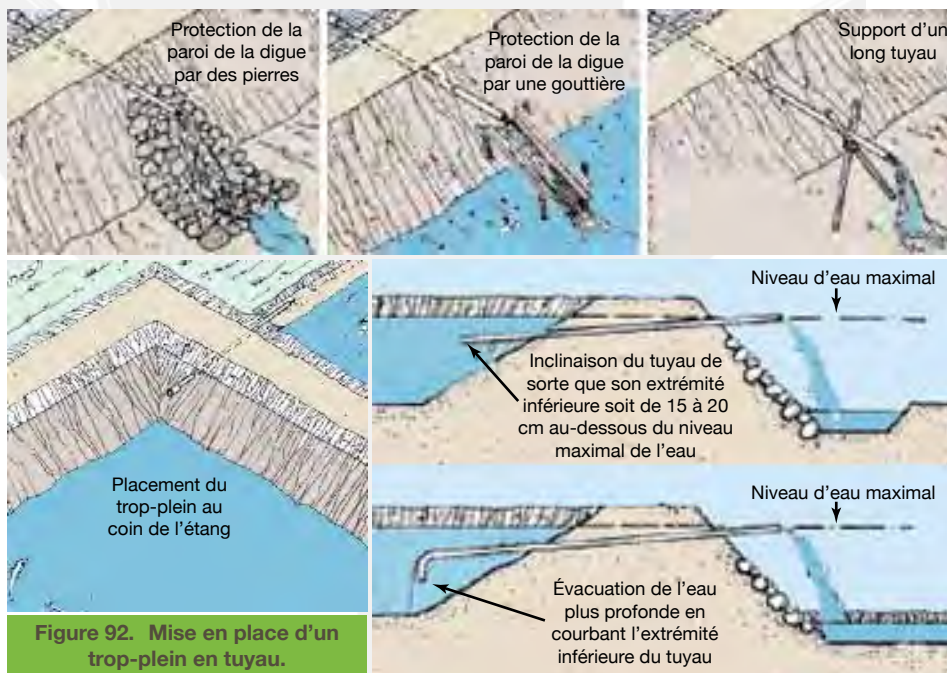 Protection de la
paroi de la digue
par des pierres
Protection de la
paroi de la digue
par une gouttière
Support d'un
long tuyau
Placement du
trop-plein au
coin de l'étang
Niveau d'eau maximal
Inclinaison du tuyau de
sorte que son extrémité
inférieure soit de 15 à 20
cm au-dessous du niveau
maximal de l'eau
Niveau d'eau maximal
Évacuation de l'eau
plus profonde en
courbant l'extrémité
inférieure du tuyau
Figure 92. Mise en place d'un
trop-plein en tuyau.